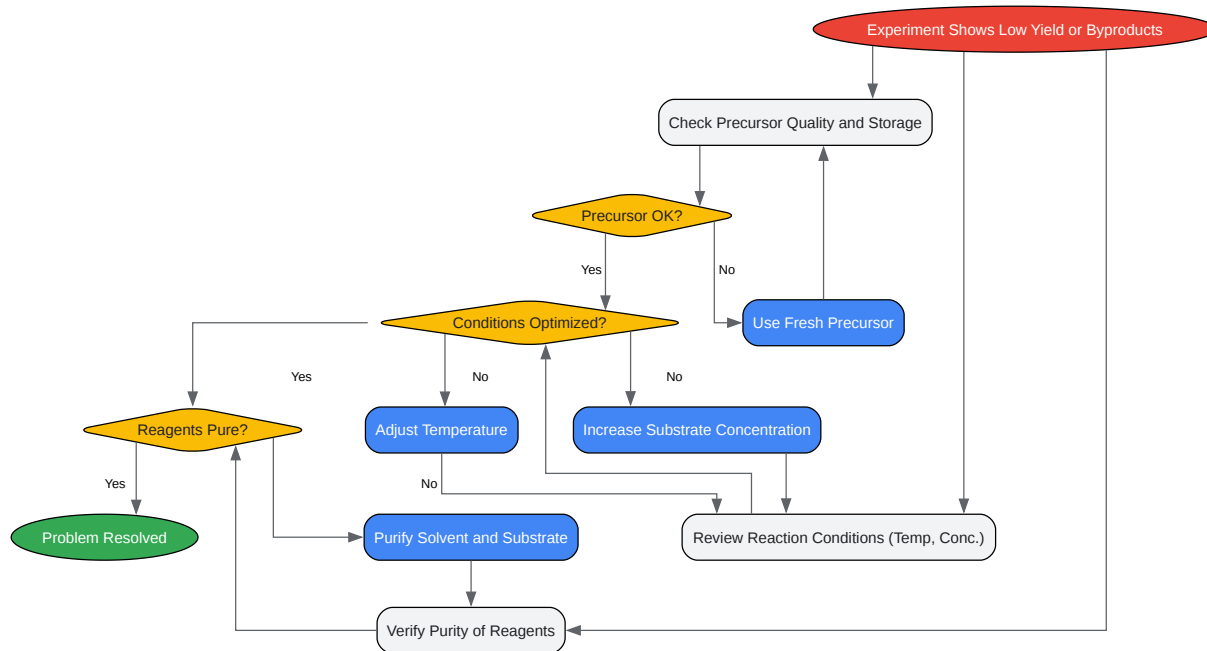 Experiment Shows Low Yield or Byproducts
Check Precursor Quality and Storage
Precursor OK?
Yes
No
Conditions Optimized?
Use Fresh Precursor
Yes
No
No
Reagents Pure?
Adjust Temperature
Increase Substrate Concentration
Yes
No
Problem Resolved
Purify Solvent and Substrate
Review Reaction Conditions (Temp, Conc.)
Verify Purity of Reagents